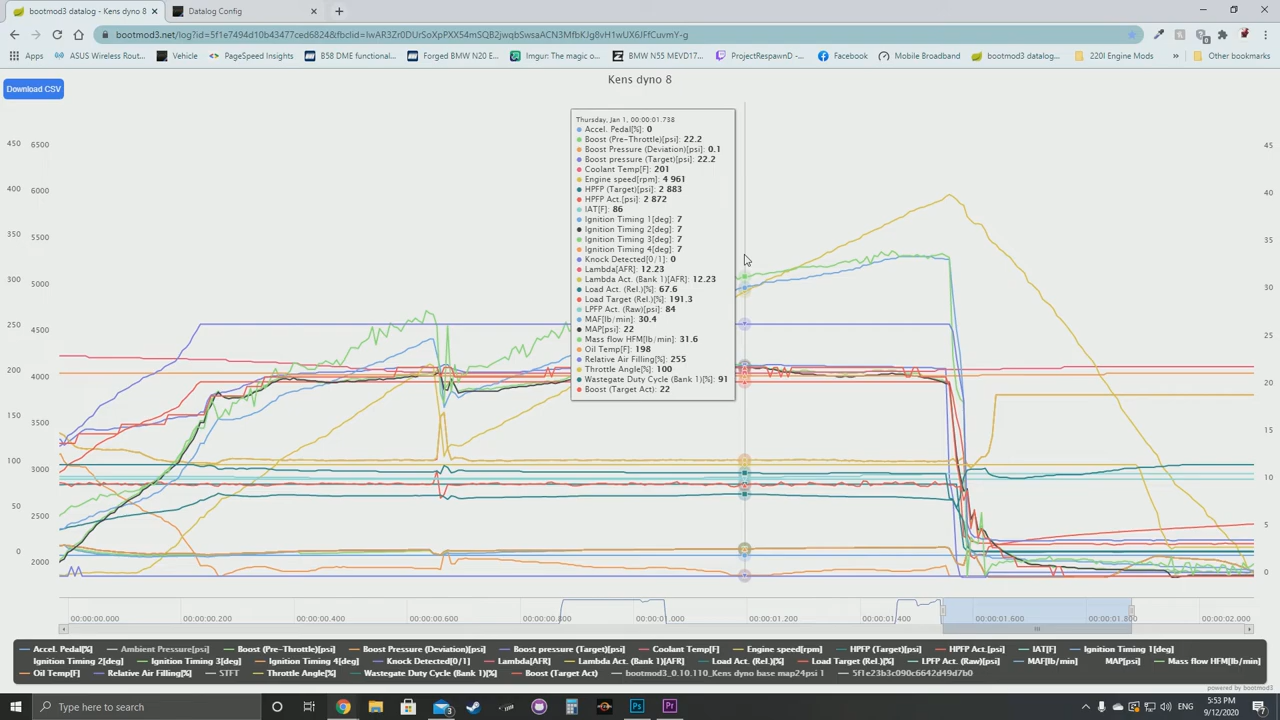 bootmod3 datalog - Kens dyno 8
Datalog Config
bootmod3.net/log?id=5f1e7494d10b43477ced6824&fbclid=IwAR3Zr0DUrSoXpPXX54mSQB2jwqbSwsaACN3MfbKJg8vH1wUX6JFfCuvmY-g
Apps
ASUS Wireless Rout...
Vehicle
PageSpeed Insights
B58 DME functional...
Forged BMW N20 E...
Imgur: The magic o...
BMW N55 MEVD17...
ProjectRespawnD - ...
Facebook
Mobile Broadband
bootmod3 datalog...
220I Engine Mods
»
Other bookmarks
Download CSV
Kens dyno 8
Thursday, Jan 1, 00:00:01.738
Accel. Pedal[%]: 0
Boost (Pre-Throttle)[psi]: 22.2
Boost Pressure (Deviation)[psi]: 0.1
Boost pressure (Target)[psi]: 22.2
Coolant Temp[F]: 201
Engine speed[rpm]: 4 961
HPFP (Target)[psi]: 2 883
HPFP Act.[psi]: 2 872
IAT[F]: 86
Ignition Timing 1[deg]: 7
Ignition Timing 2[deg]: 7
Ignition Timing 3[deg]: 7
Ignition Timing 4[deg]: 7
Knock Detected[0/1]: 0
Lambda[AFR]: 12.23
Lambda Act. (Bank 1)[AFR]: 12.23
Load Act. (Rel.)[%]: 67.6
Load Target (Rel.)[%]: 191.3
LPFP Act. (Raw)[psi]: 84
MAF[lb/min]: 30.4
MAP[psi]: 22
Mass flow HFM[lb/min]: 31.6
Oil Temp[F]: 198
Relative Air Filling[%]: 255
Throttle Angle[%]: 100
Wastegate Duty Cycle (Bank 1)[%]: 91
Boost (Target Act): 22
450
400
350
300
250
200
150
100
50
0
6500
6000
5500
5000
4500
4000
3500
3000
2500
2000
45
40
35
30
25
20
15
10
5
0
00:00:00.000
00:00:00.200
00:00:00.400
00:00:00.600
00:00:00.800
00:00:01.000
00:00:01.200
00:00:01.400
00:00:01.600
00:00:01.800
00:00:02.000
Accel. Pedal[%] Ambient Pressure[psi] Boost (Pre-Throttle)[psi] Boost Pressure (Deviation)[psi] Boost pressure (Target)[psi] Coolant Temp[F] Engine speed[rpm] HPFP (Target)[psi] HPFP Act.[psi] IAT[F] Ignition Timing 1[deg]
Ignition Timing 2[deg] Ignition Timing 3[deg] Ignition Timing 4[deg] Knock Detected[0/1] Lambda[AFR] Lambda Act. (Bank 1)[AFR] Load Act. (Rel.)[%] Load Target (Rel.)[%] LPFP Act. (Raw)[psi] MAF[lb/min] MAP[psi] Mass flow HFM[lb/min]
Oil Temp[F] Relative Air Filling[%] STFT Throttle Angle[%] Wastegate Duty Cycle (Bank 1)[%] Boost (Target Act) bootmod3_0.10.110_Kens dyno base map24psi 1 5f1e23b3c090c6642d49d7b0
powered by bootmod3
Type here to search
3
Ps
Pr
ENG
5:53 PM
9/12/2020
7